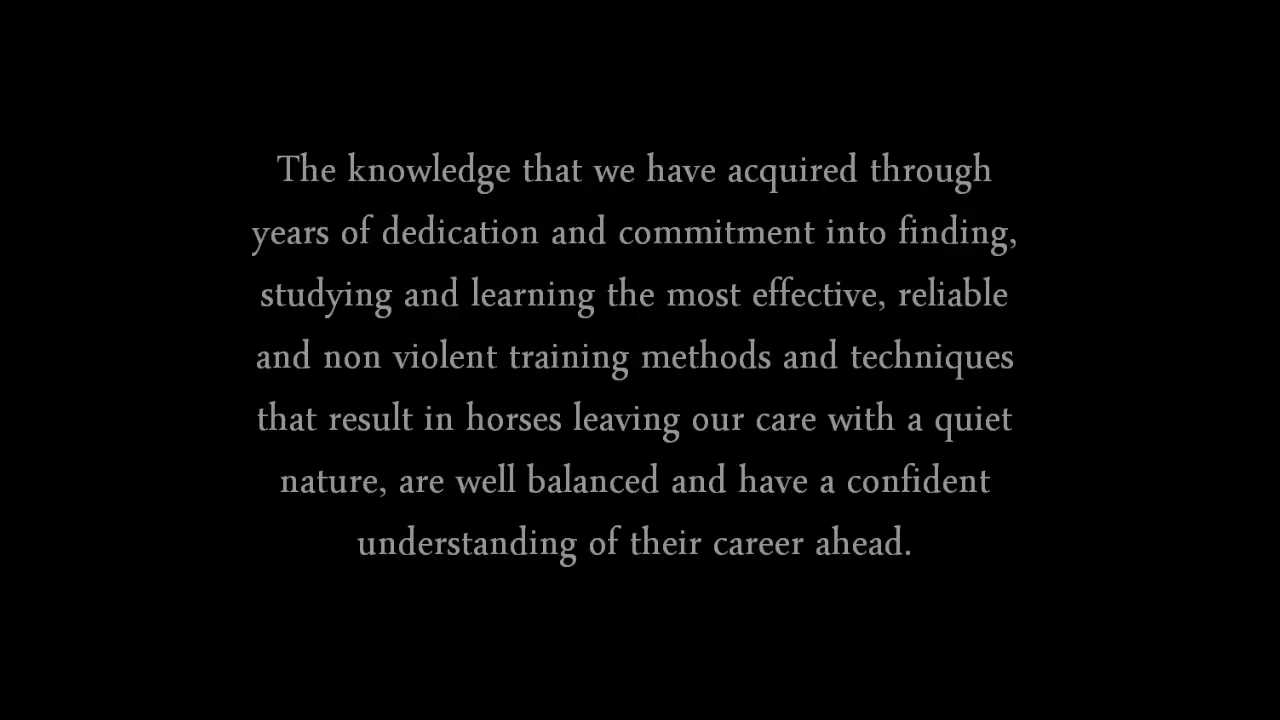 The knowledge that we have acquired through
years of dedication and commitment into finding,
studying and learning the most effective, reliable
and non violent training methods and techniques
that result in horses leaving our care with a quiet
nature, are well balanced and have a confident
understanding of their career ahead.